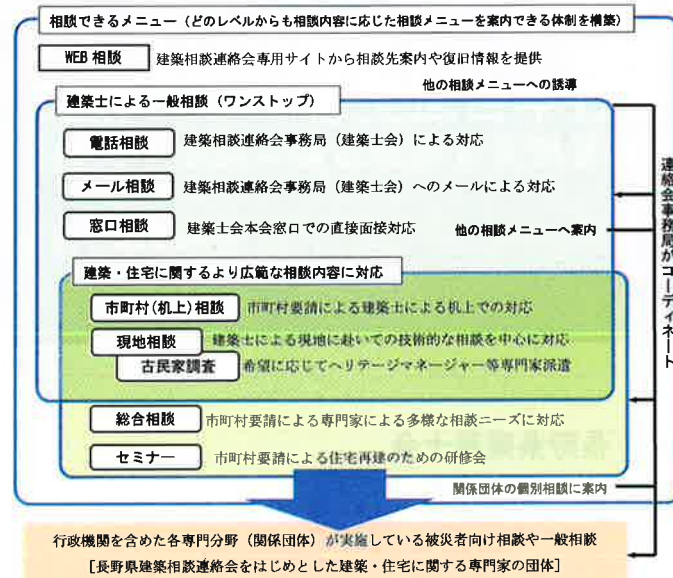 相談できるメニュー（どのレベルからも相談内容に応じた相談メニューを案内できる体制を構築）
WEB 相談 建築相談連絡会専用サイトから相談先案内や復旧情報を提供
他の相談メニューへの誘導
建築士による一般相談（ワンストップ）
電話相談 建築相談連絡会事務局（建築士会）による対応
メール相談 建築相談連絡会事務局（建築士会）へのメールによる対応
窓口相談 建築士会本会窓口での直接面接対応
他の相談メニューへ案内
連絡会事務局がコーディネート
建築・住宅に関するより広範な相談内容に対応
市町村(机上)相談 市町村要請による建築士による机上での対応
現地相談 建築士による現地に赴いての技術的な相談を中心に対応
古民家調査 希望に応じてヘリテージマネージャー等専門家派遣
総合相談 市町村要請による専門家による多様な相談ニーズに対応
セミナー 市町村要請による住宅再建のための研修会
関係団体の個別相談に案内
行政機関を含めた各専門分野（関係団体）が実施している被災者向け相談や一般相談
［長野県建築相談連絡会をはじめとした建築・住宅に関する専門家の団体］